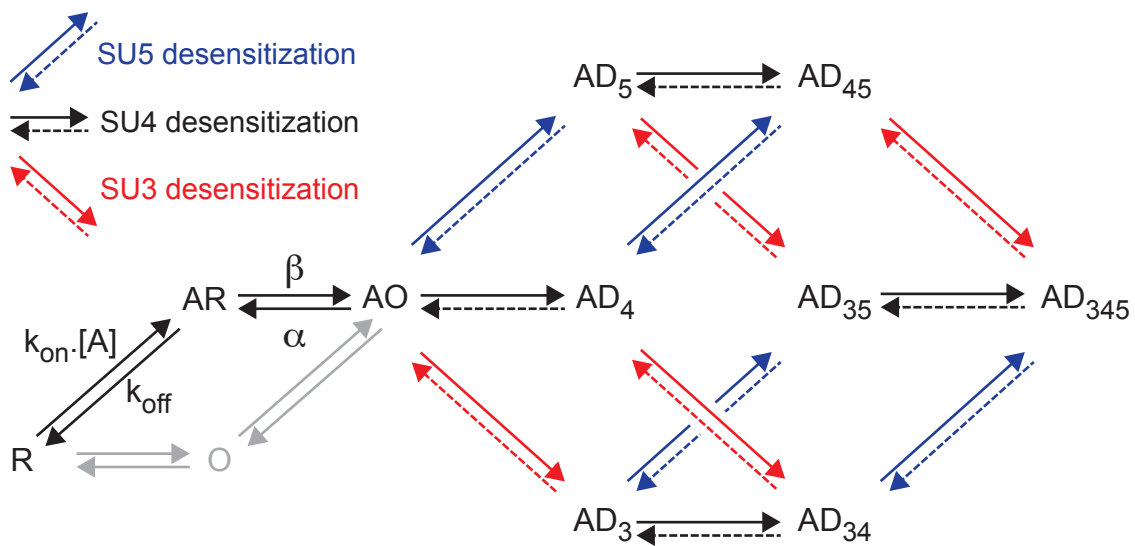 SU5 desensitization
SU4 desensitization
SU3 desensitization
AD5
AD45
AR
β
α
AO
AD4
AD35
AD345
kon.[A]
koff
R
O
AD3
AD34